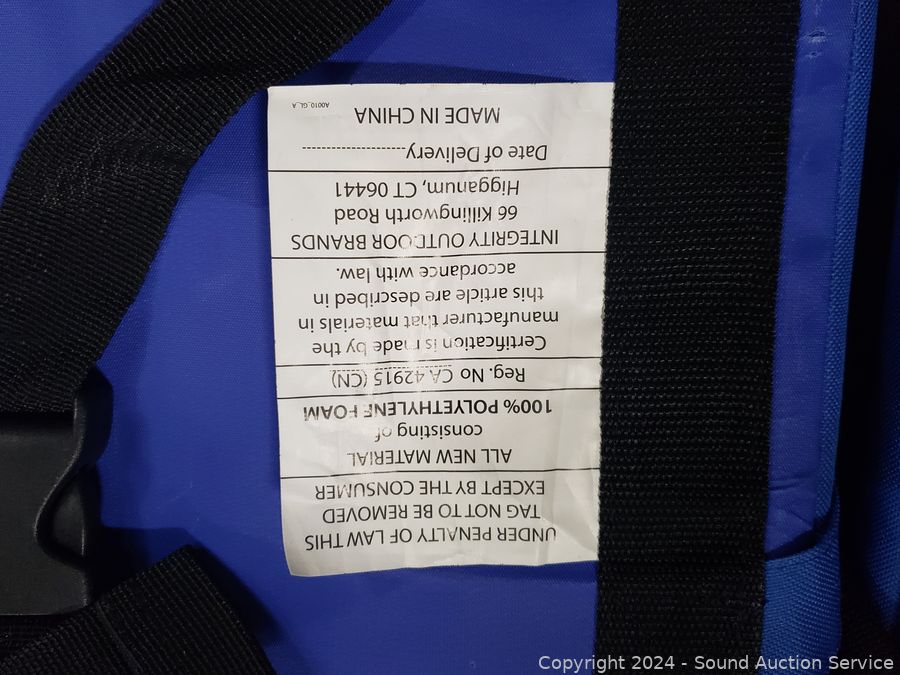 UNDER PENALTY OF LAW THIS
TAG NOT TO BE REMOVED
EXCEPT BY THE CONSUMER
ALL NEW MATERIAL
consisting of
100% POLYETHYLENE FOAM
Reg. No CA 42915 (CN)
Certification is made by the
manufacturer that materials in
this article are described in
accordance with law.
INTEGRITY OUTDOOR BRANDS
66 Killingworth Road
Higganum, CT 06441
Date of Delivery......................
MADE IN CHINA
A0010_GL_A
Copyright 2024 - Sound Auction Service